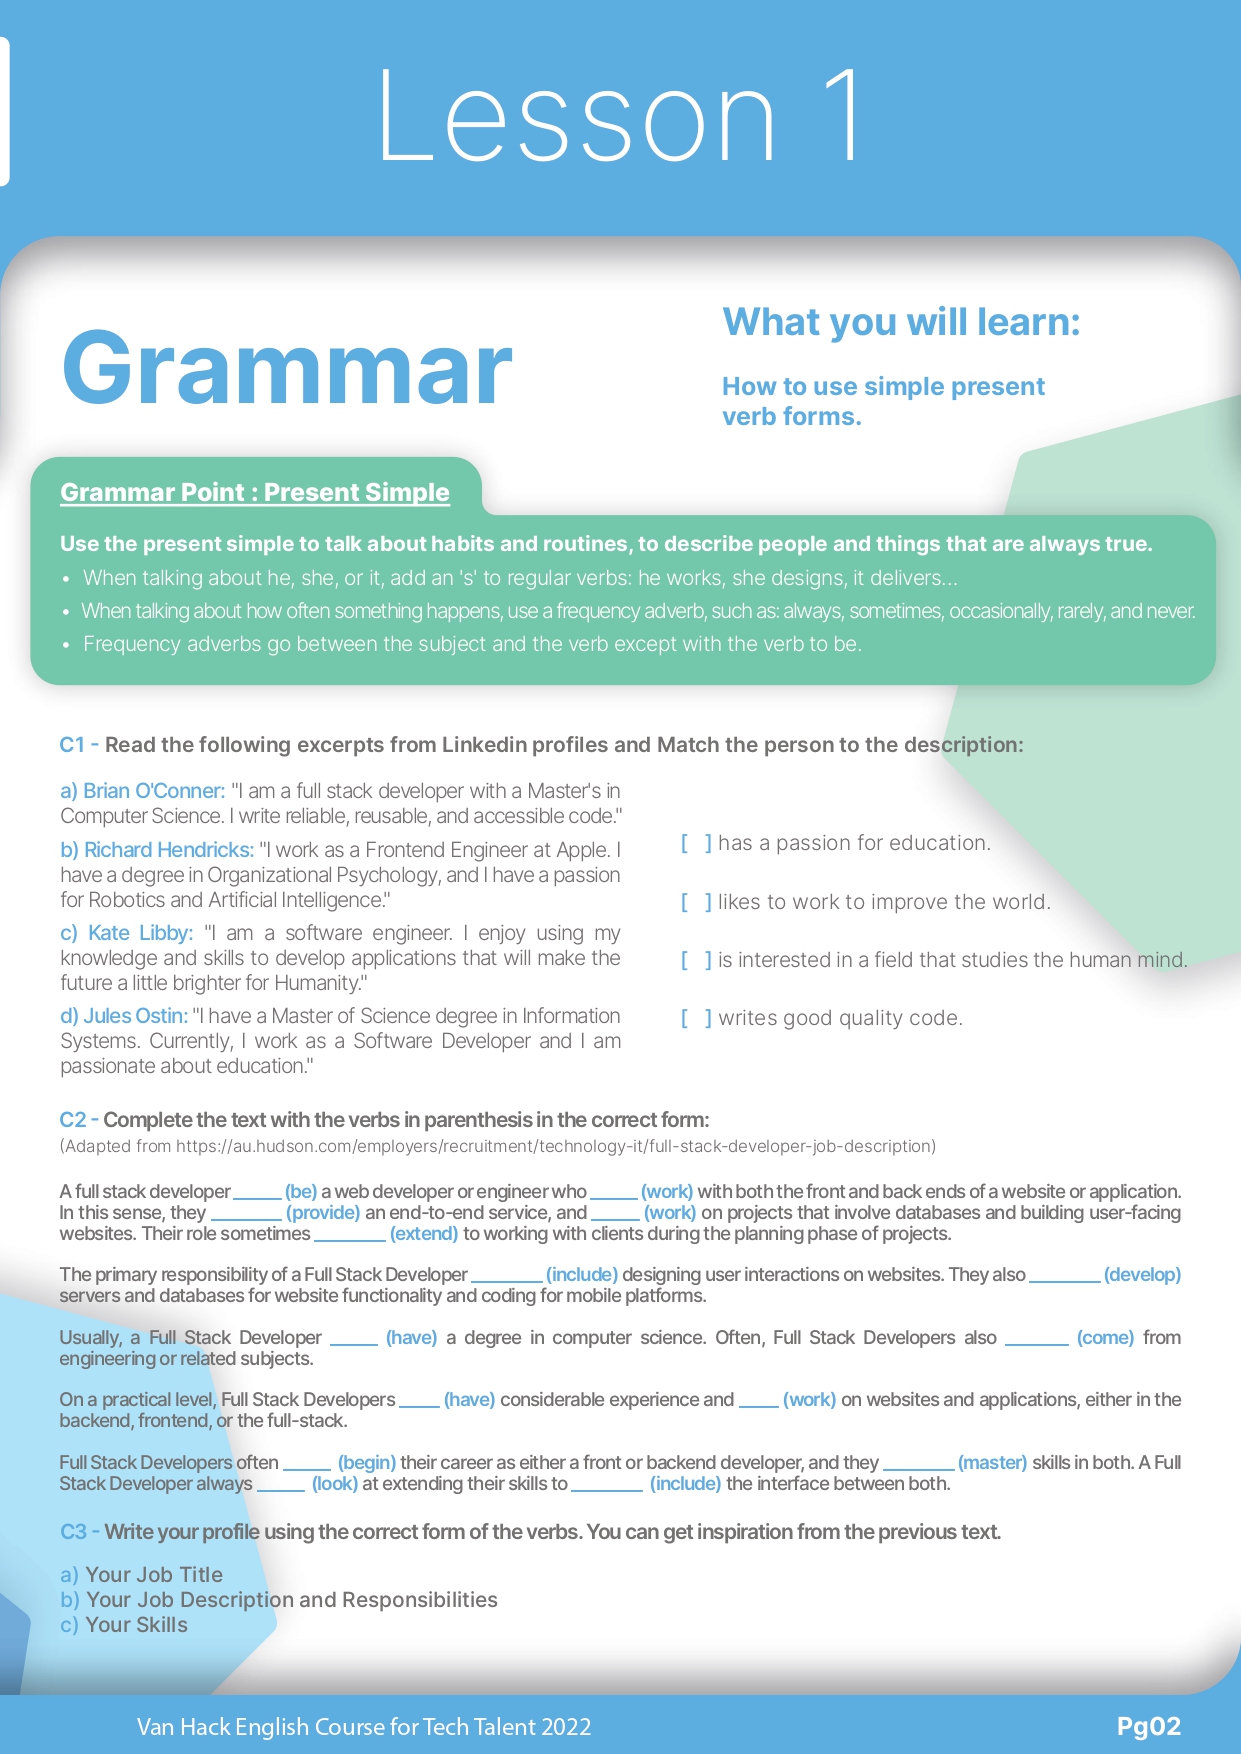 Lesson 1
Grammar
What you will learn:
How to use simple present
verb forms.
Grammar Point : Present Simple
Use the present simple to talk about habits and routines, to describe people and things that are always true.
• When talking about he, she, or it, add an 's' to regular verbs: he works, she designs, it delivers...
• When talking about how often something happens, use a frequency adverb, such as: always, sometimes, occasionally, rarely, and never.
• Frequency adverbs go between the subject and the verb except with the verb to be.
C1 - Read the following excerpts from Linkedin profiles and Match the person to the description:
a) Brian O'Conner: "I am a full stack developer with a Master's in
Computer Science. I write reliable, reusable, and accessible code."
b) Richard Hendricks: "I work as a Frontend Engineer at Apple. I
have a degree in Organizational Psychology, and I have a passion
for Robotics and Artificial Intelligence."
c) Kate Libby: "I am a software engineer. I enjoy using my
knowledge and skills to develop applications that will make the
future a little brighter for Humanity."
d) Jules Ostin: "I have a Master of Science degree in Information
Systems. Currently, I work as a Software Developer and I am
passionate about education."
[ ] has a passion for education.
[ ] likes to work to improve the world.
[ ] is interested in a field that studies the human mind.
[ ] writes good quality code.
C2 - Complete the text with the verbs in parenthesis in the correct form:
(Adapted from https://au.hudson.com/employers/recruitment/technology-it/full-stack-developer-job-description)
A full stack developer _____ (be) a web developer or engineer who _____ (work) with both the front and back ends of a website or application.
In this sense, they _______ (provide) an end-to-end service, and _____ (work) on projects that involve databases and building user-facing
websites. Their role sometimes _______ (extend) to working with clients during the planning phase of projects.
The primary responsibility of a Full Stack Developer _______ (include) designing user interactions on websites. They also _______ (develop)
servers and databases for website functionality and coding for mobile platforms.
Usually, a Full Stack Developer _____ (have) a degree in computer science. Often, Full Stack Developers also ______ (come) from
engineering or related subjects.
On a practical level, Full Stack Developers ____ (have) considerable experience and ____ (work) on websites and applications, either in the
backend, frontend, or the full-stack.
Full Stack Developers often _____ (begin) their career as either a front or backend developer, and they _______ (master) skills in both. A Full
Stack Developer always _____ (look) at extending their skills to _______ (include) the interface between both.
C3 - Write your profile using the correct form of the verbs. You can get inspiration from the previous text.
a) Your Job Title
b) Your Job Description and Responsibilities
c) Your Skills
Van Hack English Course for Tech Talent 2022
Pg02